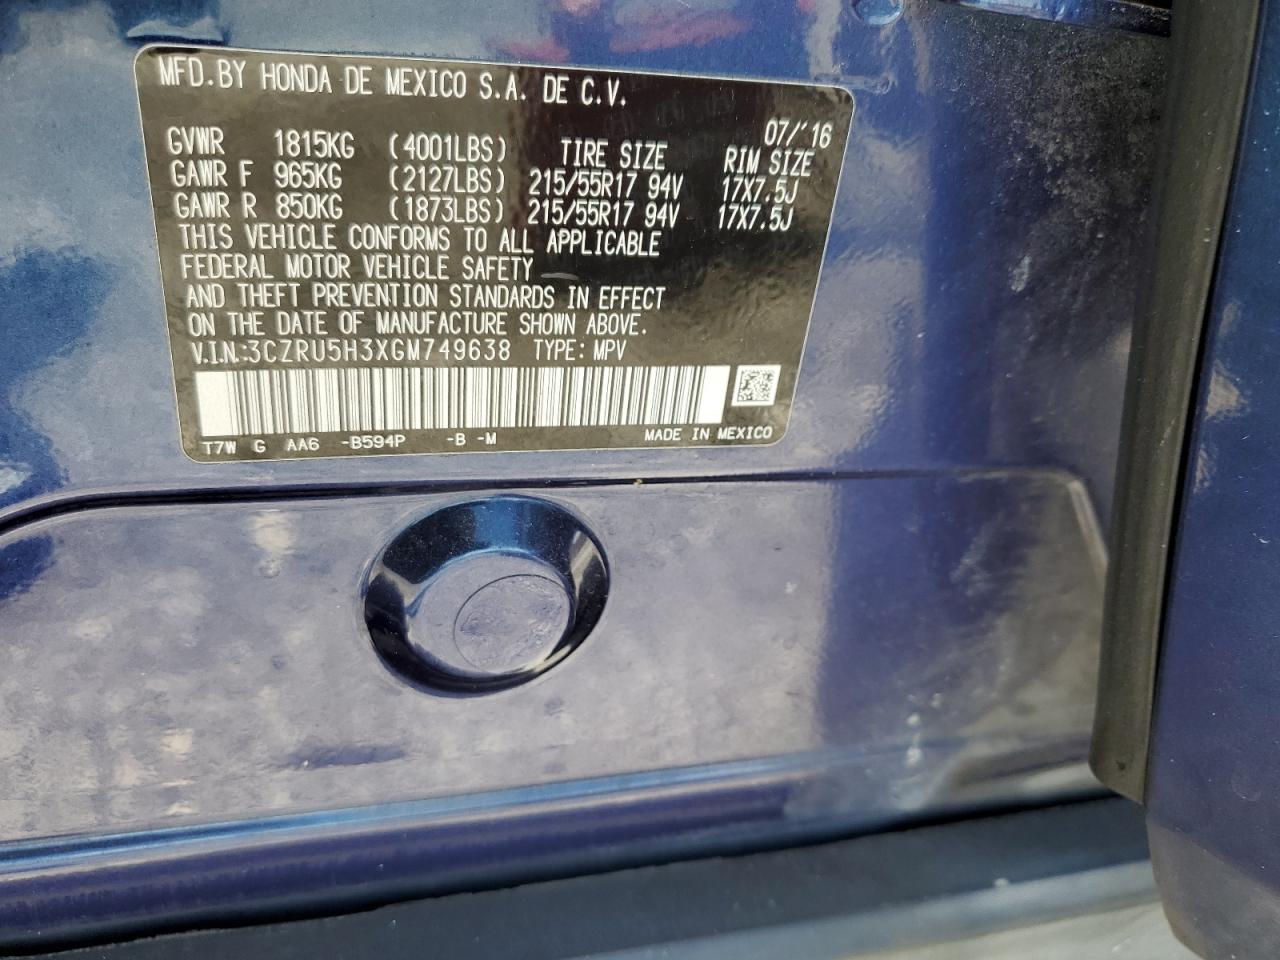 MFD.BY HONDA DE MEXICO S.A. DE C.V.
07/'16
GVWR 1815KG (4001LBS) TIRE SIZE RIM SIZE
GAWR F 965KG (2127LBS) 215/55R17 94V 17X7.5J
GAWR R 850KG (1873LBS) 215/55R17 94V 17X7.5J
THIS VEHICLE CONFORMS TO ALL APPLICABLE
FEDERAL MOTOR VEHICLE SAFETY
AND THEFT PREVENTION STANDARDS IN EFFECT
ON THE DATE OF MANUFACTURE SHOWN ABOVE.
V.I.N.:3CZRU5H3XGM749638 TYPE: MPV
T7W G AA6 -B594P -B -M MADE IN MEXICO